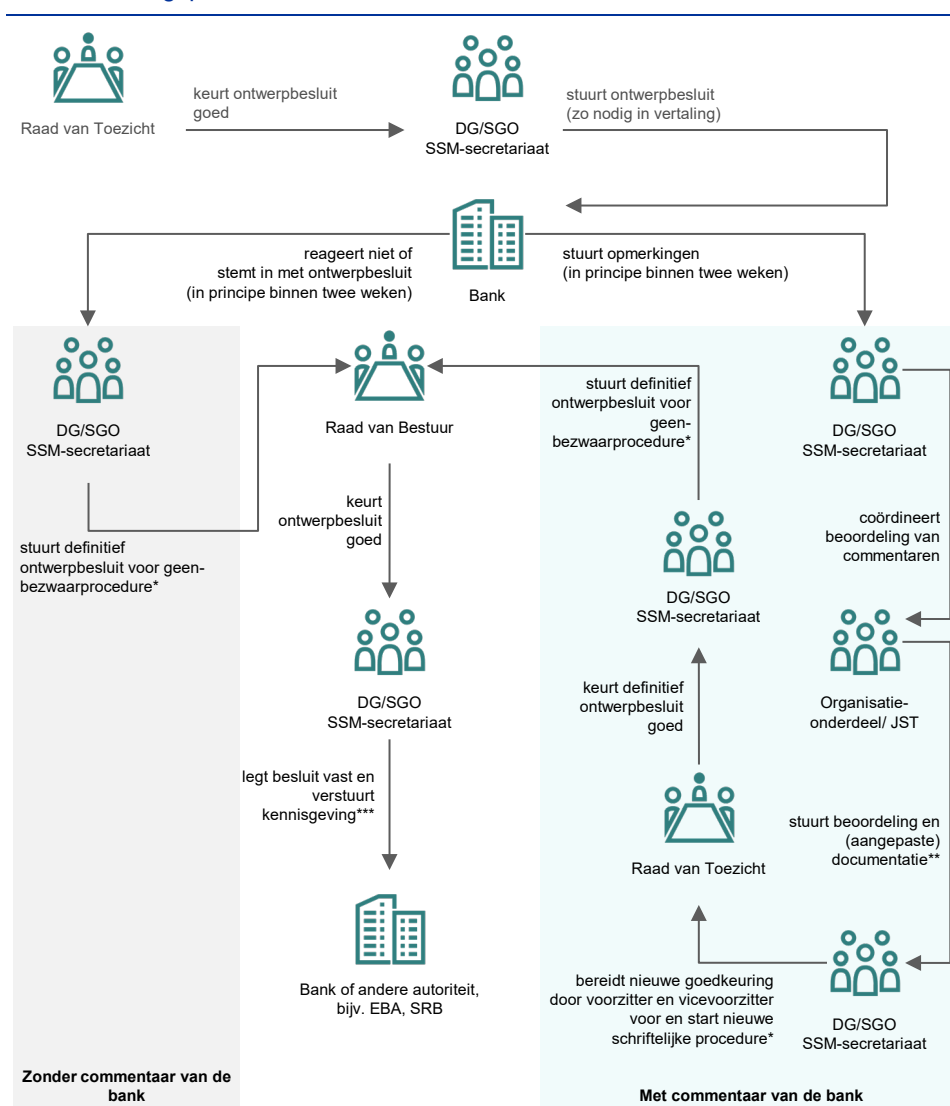 keurt ontwerpbesluit
goed
stuurt ontwerpbesluit
(zo nodig in vertaling)
Raad van Toezicht
DG/SGO
SSM-secretariaat
reageert niet of
stemt in met ontwerpbesluit
(in principe binnen twee weken)
stuurt opmerkingen
(in principe binnen twee weken)
Bank
DG/SGO
SSM-secretariaat
Raad van Bestuur
stuurt definitief
ontwerpbesluit voor
geen-
bezwaarprocedure*
DG/SGO
SSM-secretariaat
keurt
ontwerpbesluit
goed
stuurt definitief
ontwerpbesluit voor geen-
bezwaarprocedure*
coördineert
beoordeling van
commentaren
DG/SGO
SSM-secretariaat
DG/SGO
SSM-secretariaat
keurt definitief
ontwerpbesluit
goed
Organisatie-
onderdeel/ JST
legt besluit vast en
verstuurt
kennisgeving***
stuurt beoordeling en
(aangepaste)
documentatie**
Raad van Toezicht
Bank of andere autoriteit,
bijv. EBA, SRB
bereidt nieuwe goedkeuring
door voorzitter en vicevoorzitter
voor en start nieuwe
schriftelijke procedure*
DG/SGO
SSM-secretariaat
Zonder commentaar van de
bank
Met commentaar van de bank